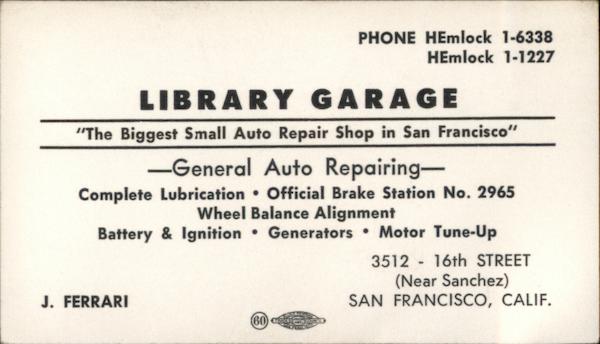 PHONE HEmlock 1-6338
HEmlock 1-1227
LIBRARY GARAGE
"The Biggest Small Auto Repair Shop in San Francisco"
—General Auto Repairing—
Complete Lubrication • Official Brake Station No. 2965
Wheel Balance Alignment
Battery & Ignition • Generators • Motor Tune-Up
3512 - 16th STREET
(Near Sanchez)
J. FERRARI SAN FRANCISCO, CALIF.
60